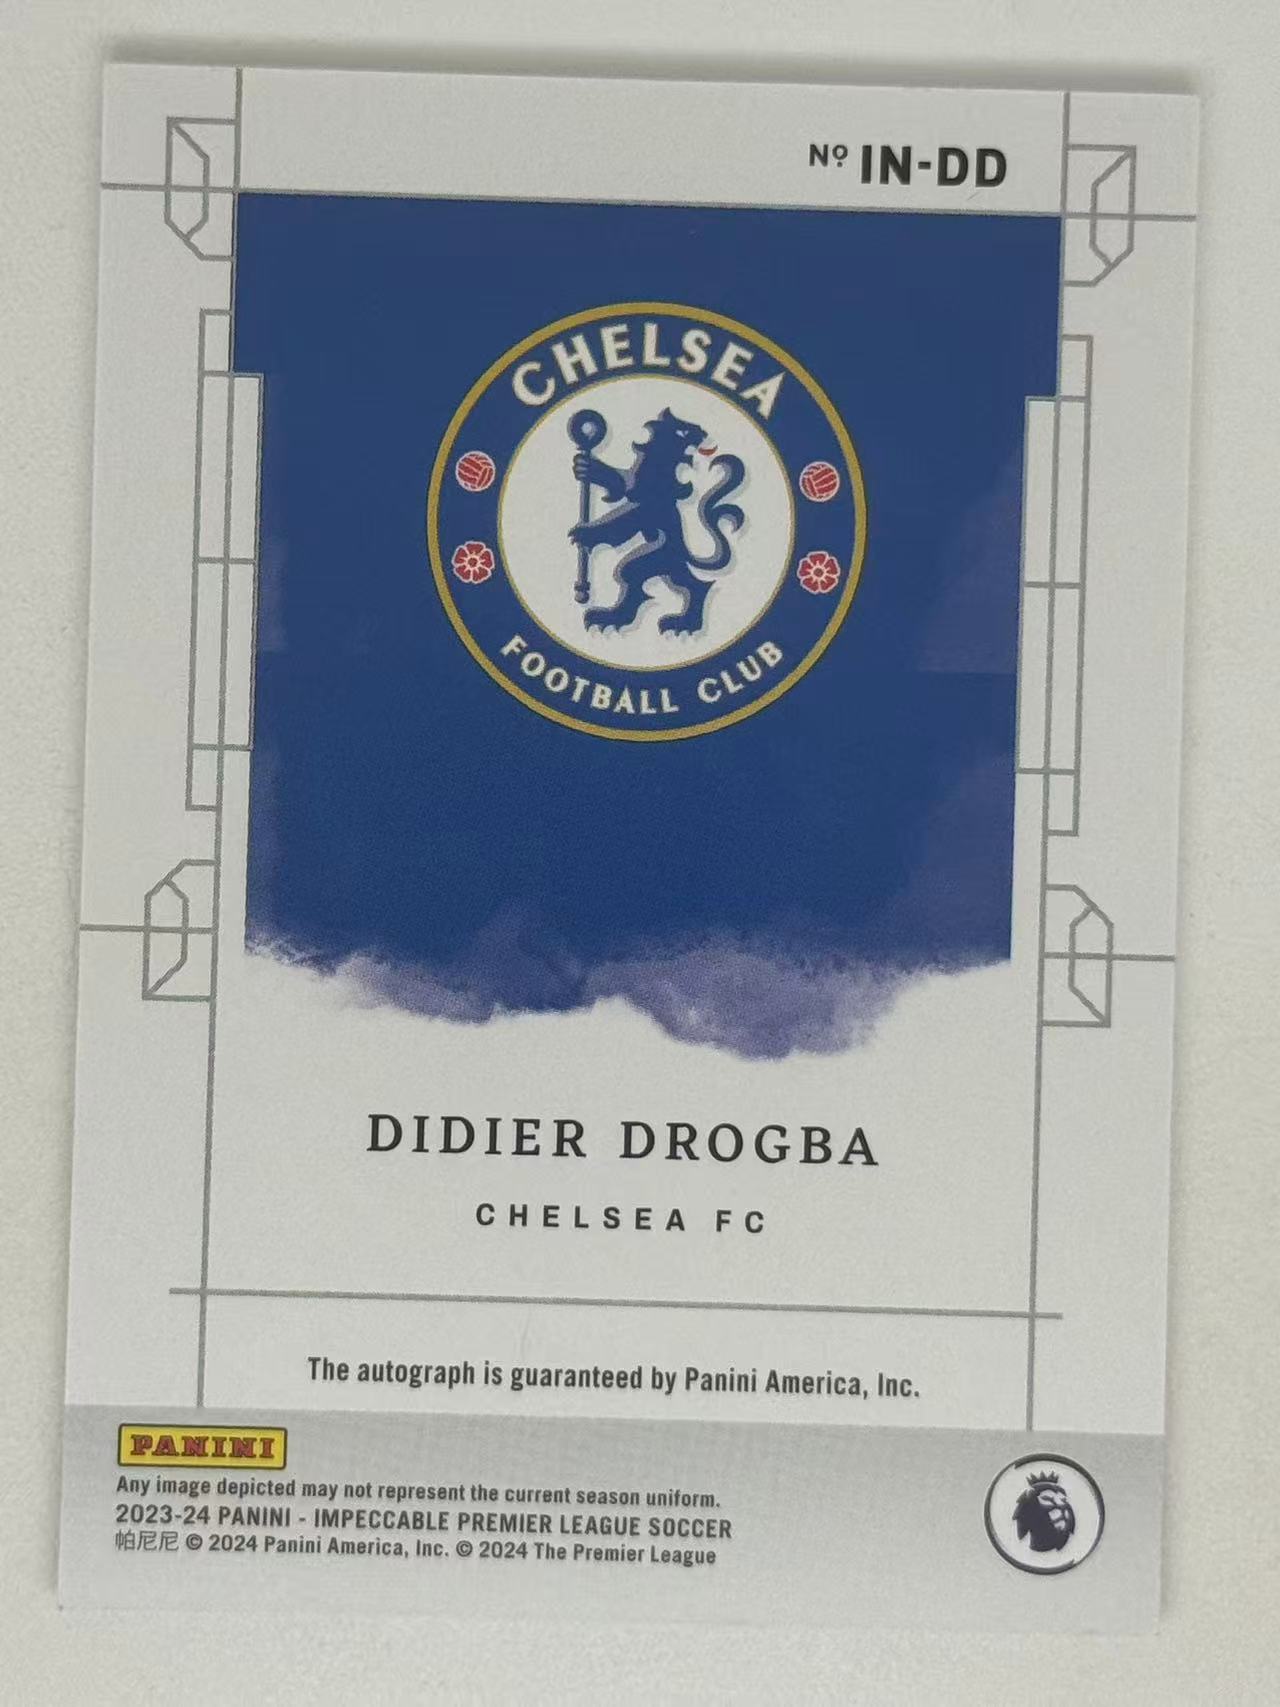 Nº IN-DD
CHELSEA
FOOTBALL CLUB
DIDIER DROGBA
CHELSEA FC
The autograph is guaranteed by Panini America, Inc.
PANINI
Any image depicted may not represent the current season uniform.
2023-24 PANINI - IMPECCABLE PREMIER LEAGUE SOCCER
帕尼尼 © 2024 Panini America, Inc. © 2024 The Premier League